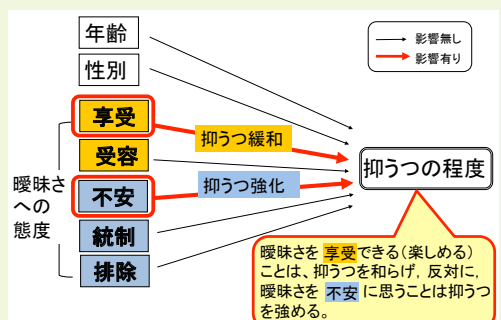 年齢
性別
享受
受容
不安
統制
排除
曖昧さ
への
態度
抑うつ緩和
抑うつ強化
影響無し
影響有り
抑うつの程度
曖昧さを 享受 できる(楽しめる)
ことは、抑うつを和らげ, 反対に,
曖昧さを 不安 に思うことは抑うつ
を強める。